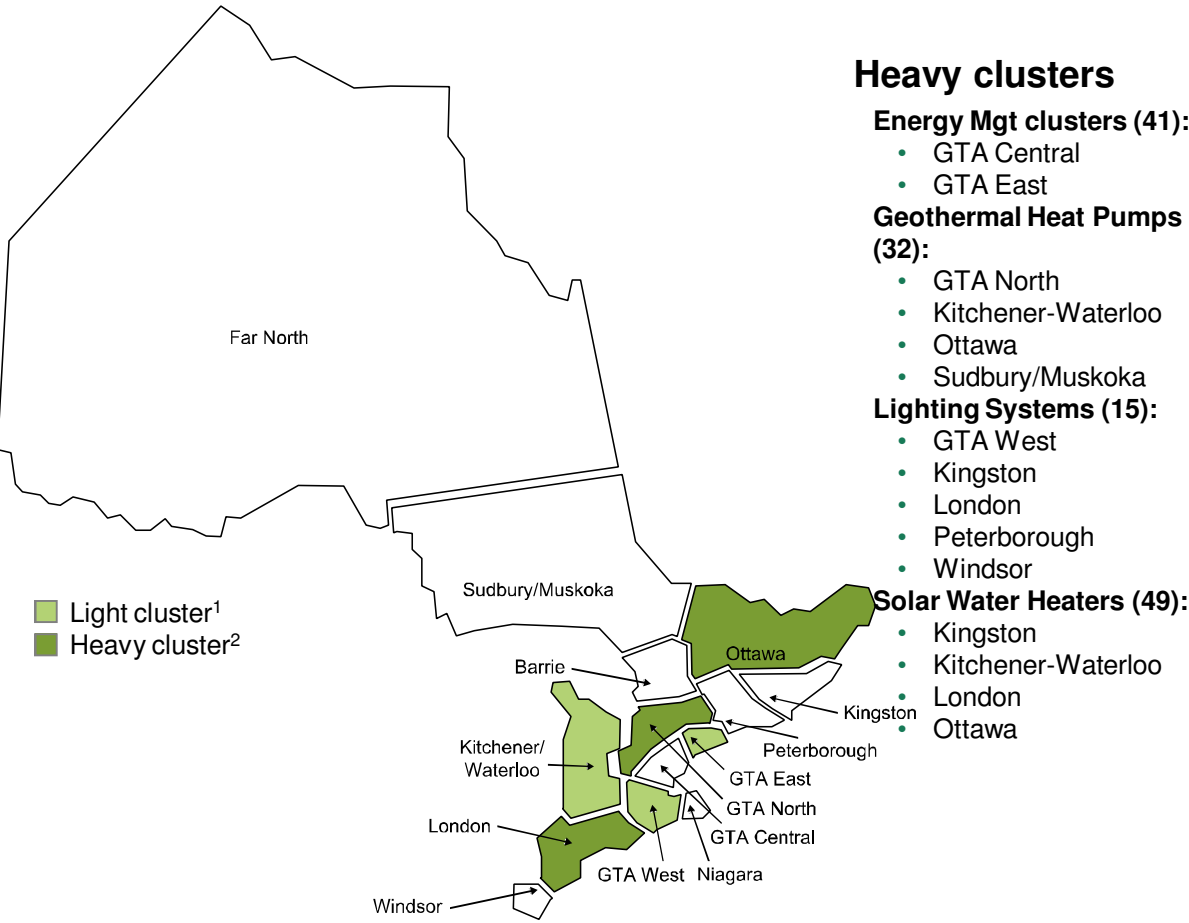 Heavy clusters
Energy Mgt clusters (41):
• GTA Central
• GTA East
Geothermal Heat Pumps
(32):
• GTA North
• Kitchener-Waterloo
• Ottawa
• Sudbury/Muskoka
Lighting Systems (15):
• GTA West
• Kingston
• London
• Peterborough
• Windsor
Solar Water Heaters (49):
• Kingston
• Kitchener-Waterloo
• London
• Ottawa
Far North
Sudbury/Muskoka
Light cluster¹
Heavy cluster²
Ottawa
Barrie
Kingston
Kitchener/
Waterloo
Peterborough
GTA East
GTA North
London
GTA Central
GTA West
Niagara
Windsor